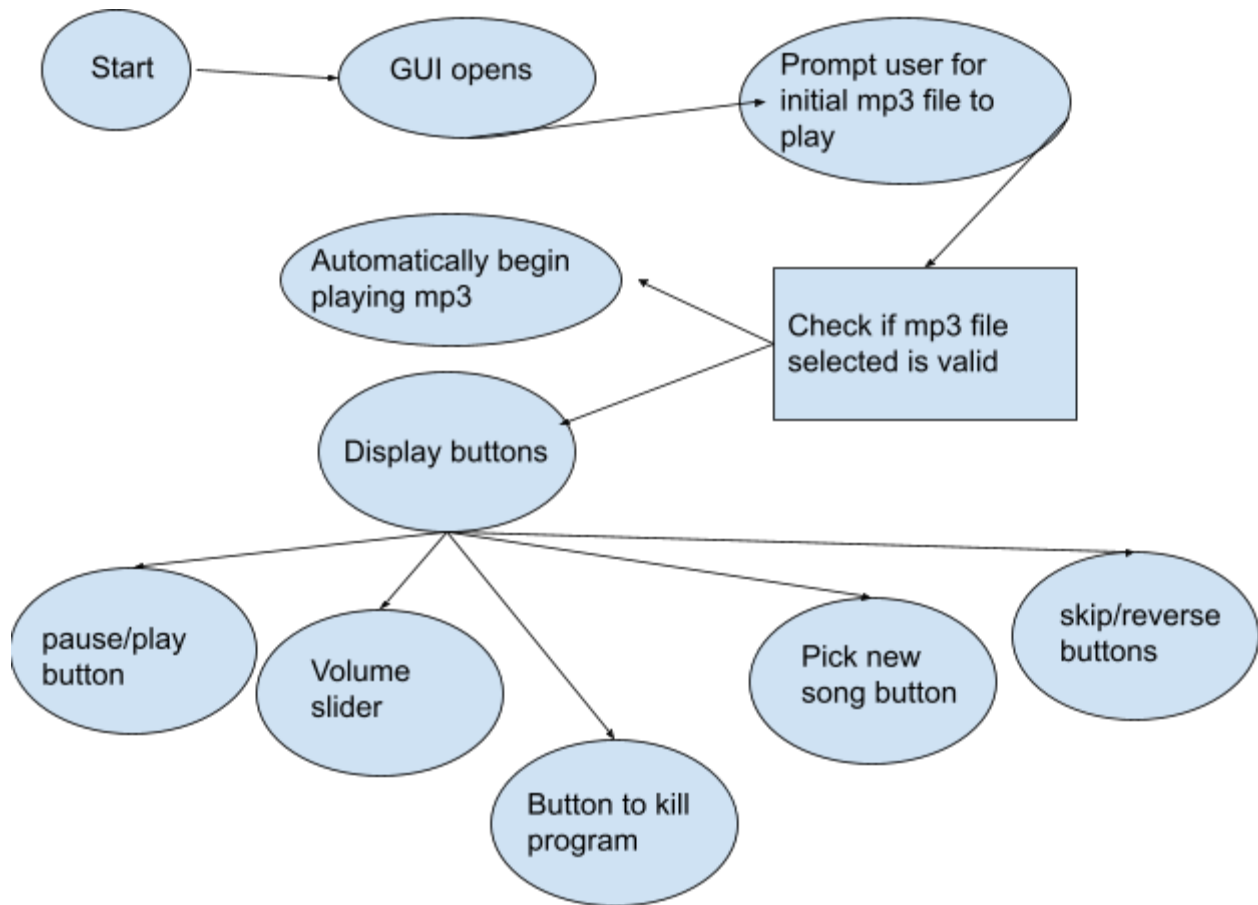 Start
GUI opens
Prompt user for
initial mp3 file to
play
Automatically begin
playing mp3
Check if mp3 file
selected is valid
Display buttons
pause/play
button
Volume
slider
Button to kill
program
Pick new
song button
skip/reverse
buttons